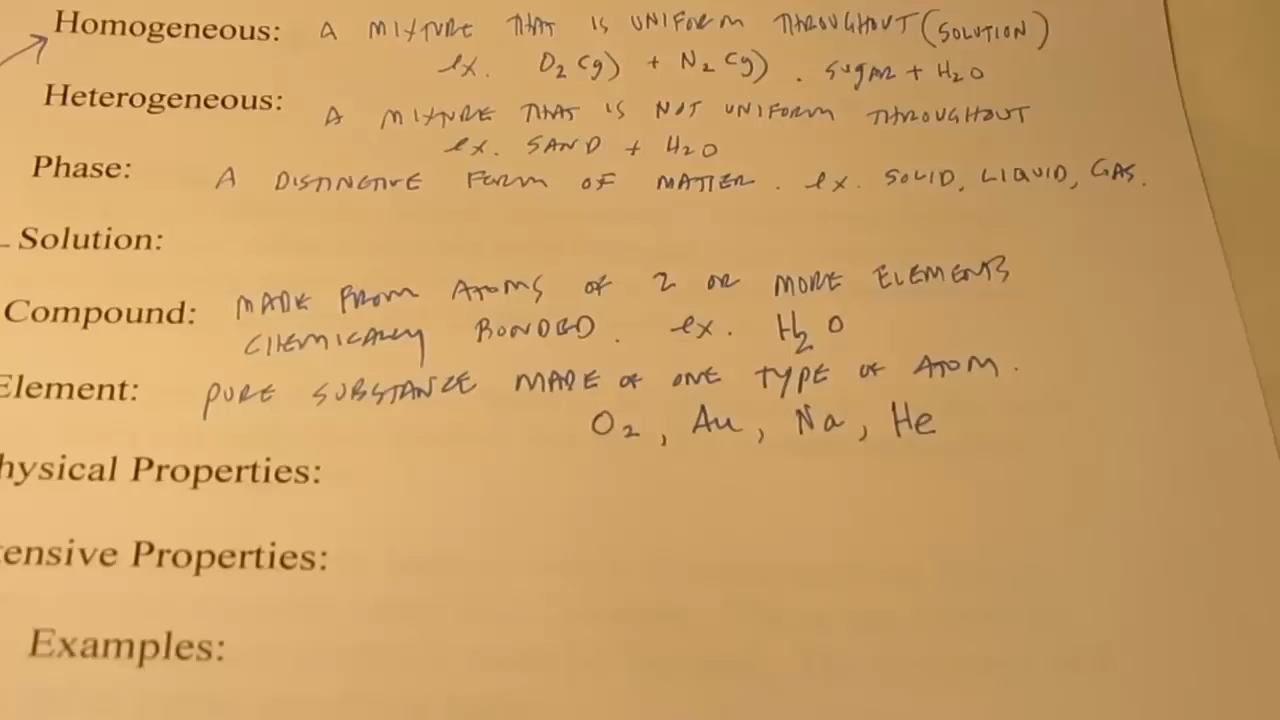 Homogeneous: A MIXTURE THAT IS UNIFORM THROUGHOUT (SOLUTION)
ex. O₂(g) + N₂(g). SUGAR + H₂O
Heterogeneous: A MIXTURE THAT IS NOT UNIFORM THROUGHOUT
ex. SAND + H₂O
Phase: A DISTINCTIVE FORM OF MATTER. ex. SOLID, LIQUID, GAS.
Solution:
Compound: MADE FROM ATOMS OF 2 OR MORE ELEMENTS
CHEMICALLY BONDED. ex. H₂O
Element: PURE SUBSTANCE MADE OF ONE TYPE OF ATOM.
O₂, Au, Na, He
hysical Properties:
tensive Properties:
Examples: